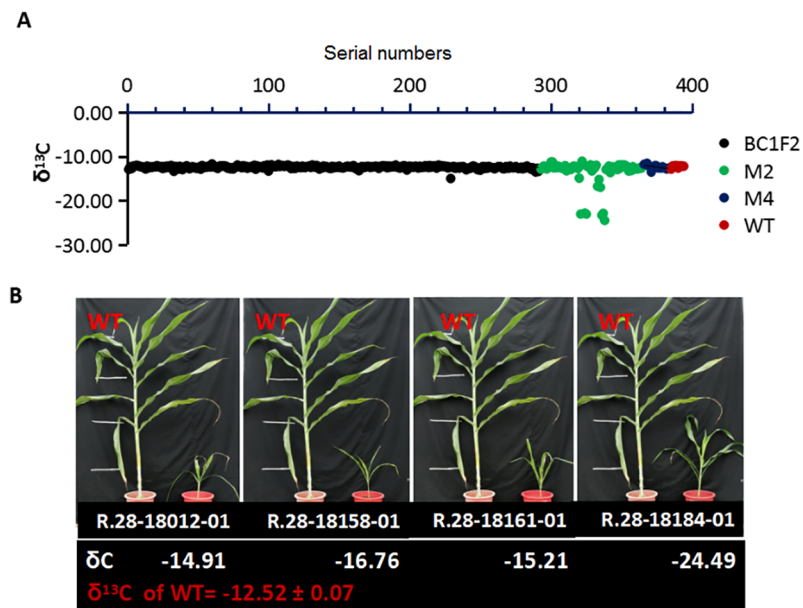 A
Serial numbers
0 100 200 300 400
0.00
-10.00
-20.00
-30.00
δ¹³C
BC1F2
M2
M4
WT
B
WT WT WT WT
R.28-18012-01 R.28-18158-01 R.28-18161-01 R.28-18184-01
δC -14.91 -16.76 -15.21 -24.49
δ¹³C of WT= -12.52 ± 0.07